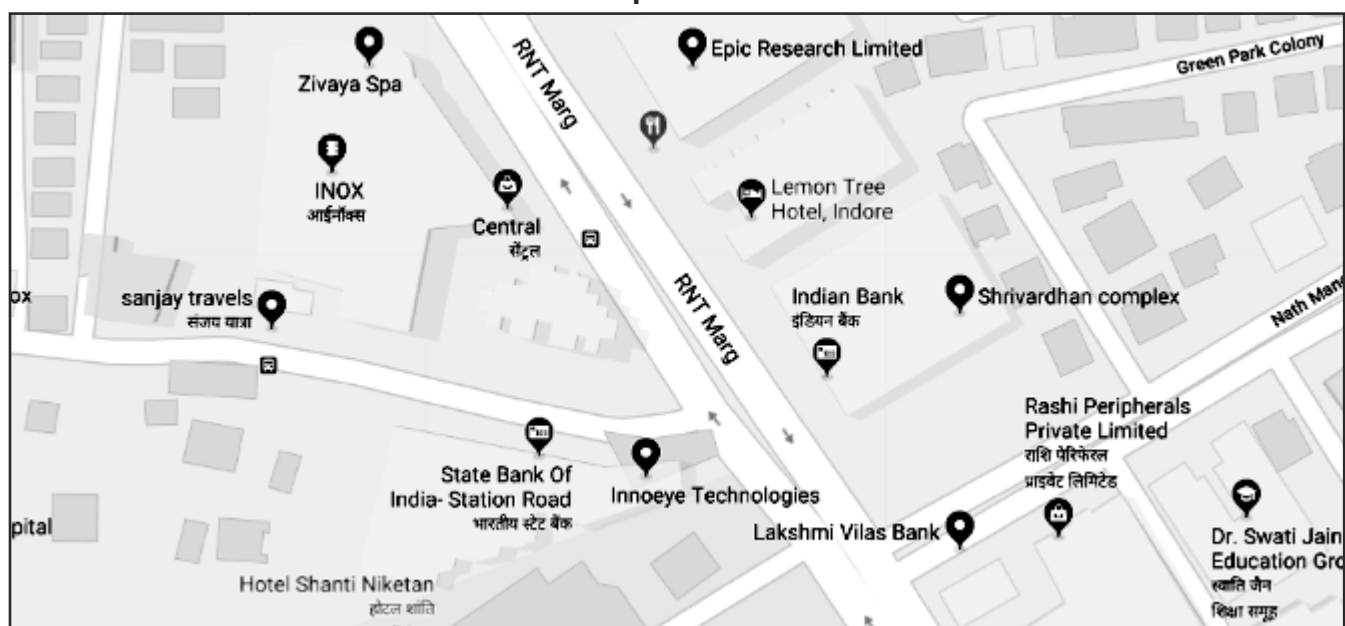 Zivaya Spa
RNT Marg
Epic Research Limited
Green Park Colony
INOX
आईनॉक्स
Central
सेंट्रल
Lemon Tree
Hotel, Indore
sanjay travels
संजय यात्रा
RNT Marg
Indian Bank
इंडियन बैंक
Shrivardhan complex
Nath Mand
ox
Rashi Peripherals
Private Limited
राशि पेरिफेरल
प्राइवेट लिमिटेड
State Bank Of
India- Station Road
भारतीय स्टेट बैंक
Innoeye Technologies
Lakshmi Vilas Bank
pital
Dr. Swati Jain
Education Gro
स्वाति जैन
शिक्षा समूह
Hotel Shanti Niketan
होटल शांति